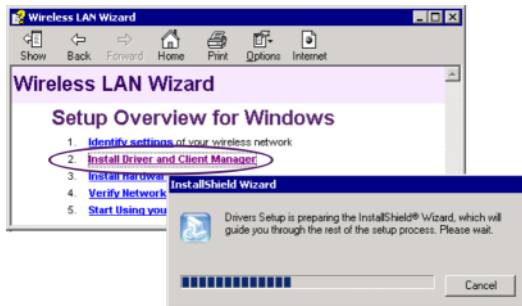 Wireless LAN Wizard
Show Back Forward Home Print Options Internet
Wireless LAN Wizard
Setup Overview for Windows
1. Identify settings of your wireless network
2. Install Driver and Client Manager
3. Install Hardwar
4. Verify Network
5. Start Using you
InstallShield Wizard
Drivers Setup is preparing the InstallShield® Wizard, which will
guide you through the rest of the setup process. Please wait.
Cancel